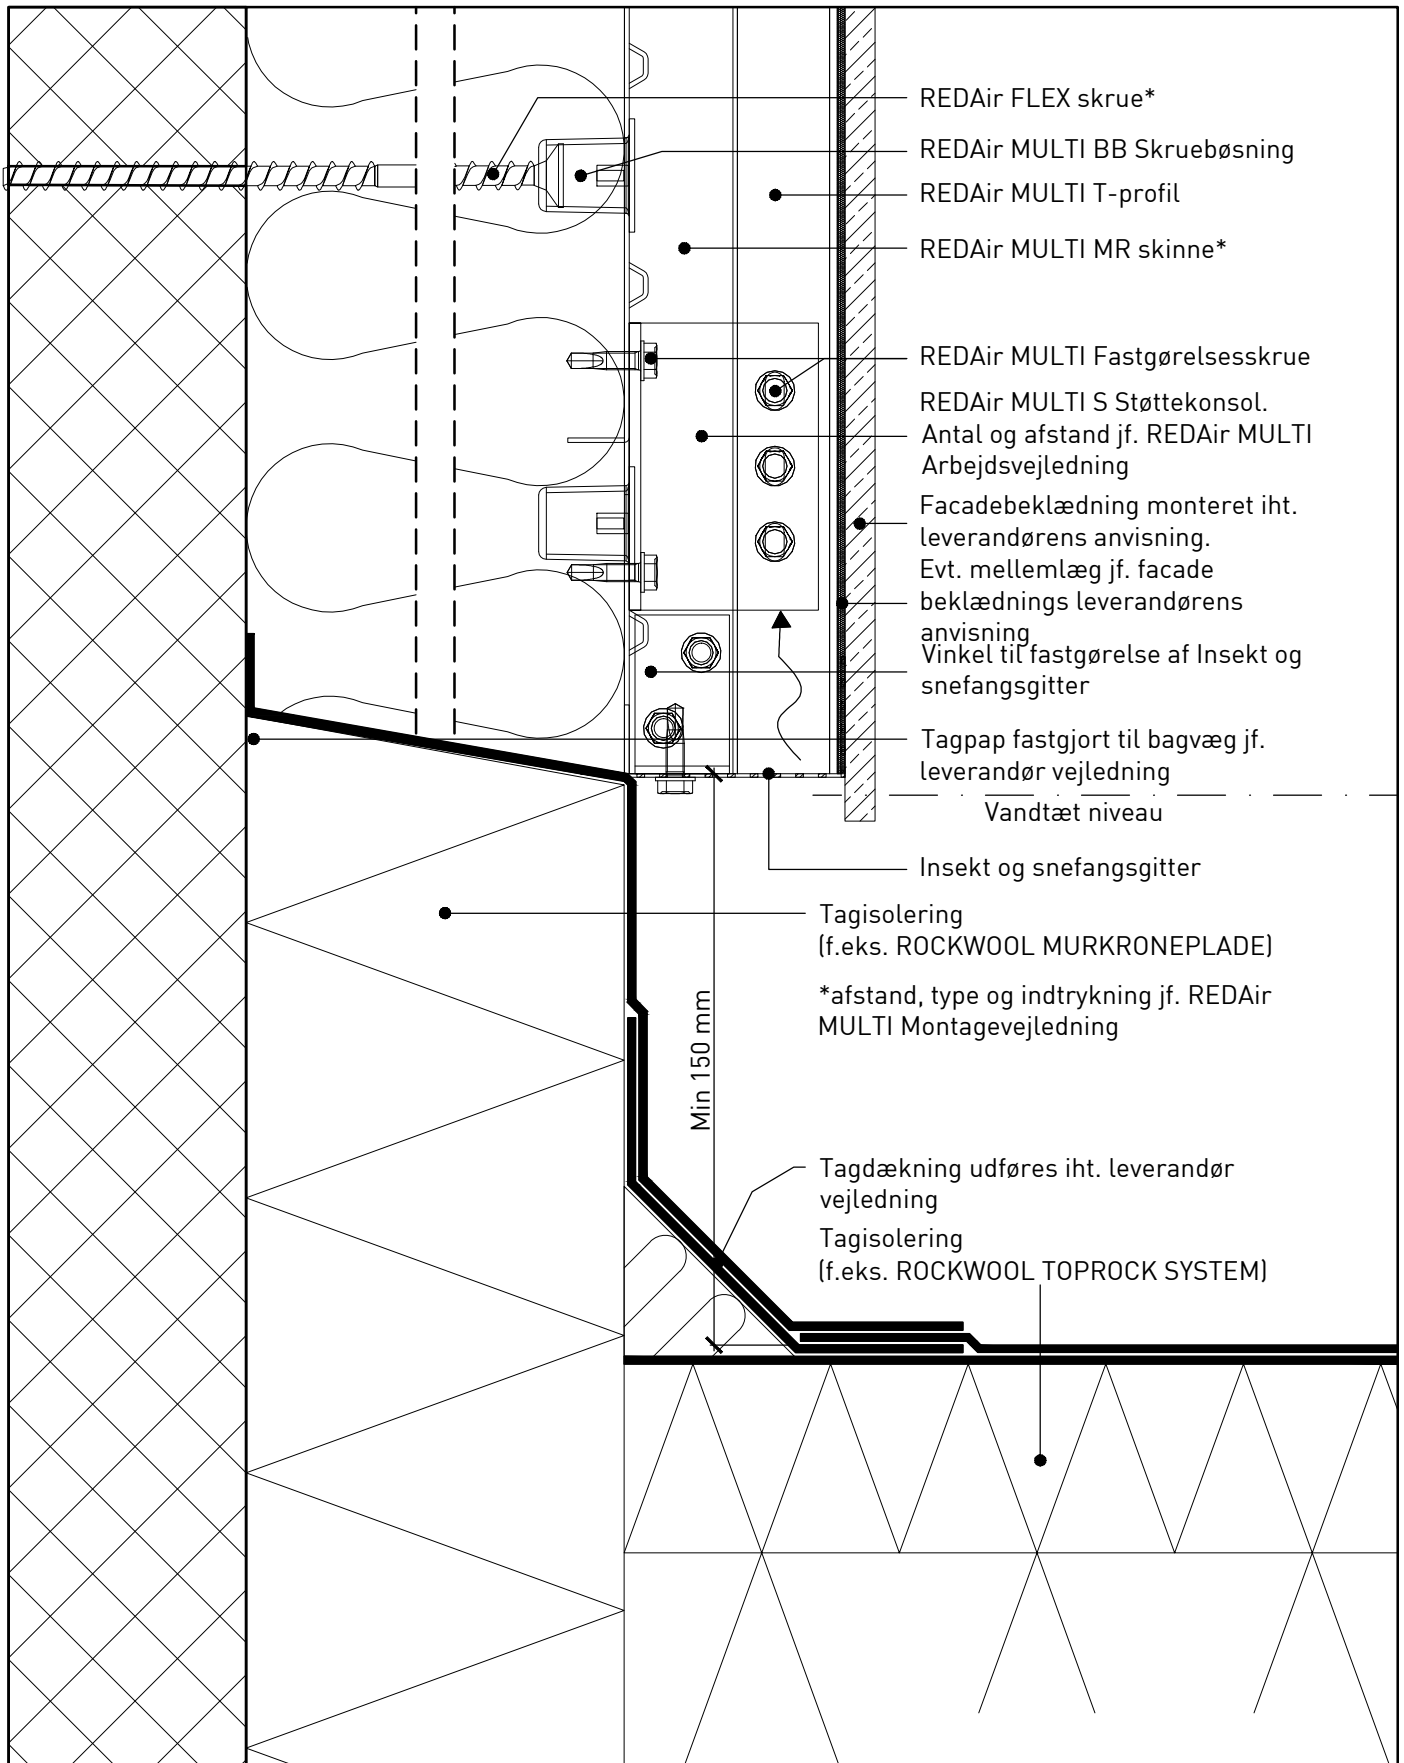 REDAir FLEX skrue*
REDAir MULTI BB Skruebøsning
REDAir MULTI T-profil
REDAir MULTI MR skinne*
REDAir MULTI Fastgørelsesskrue
REDAir MULTI S Støttekonsol.
Antal og afstand jf. REDAir MULTI
Arbejdsvejledning
Facadebeklædning monteret iht.
leverandørens anvisning.
Evt. mellemlæg jf. facade
beklædnings leverandørens
anvisning
Vinkel til fastgørelse af Insekt og
snefangsgitter
Tagpap fastgjort til bagvæg jf.
leverandør vejledning
Vandtæt niveau
Insekt og snefangsgitter
Tagisolering
(f.eks. ROCKWOOL MURKRONEPLADE)
*afstand, type og indtrykning jf. REDAir
MULTI Montagevejledning
Min 150 mm
Tagdækning udføres iht. leverandør
vejledning
Tagisolering
(f.eks. ROCKWOOL TOPROCK SYSTEM)